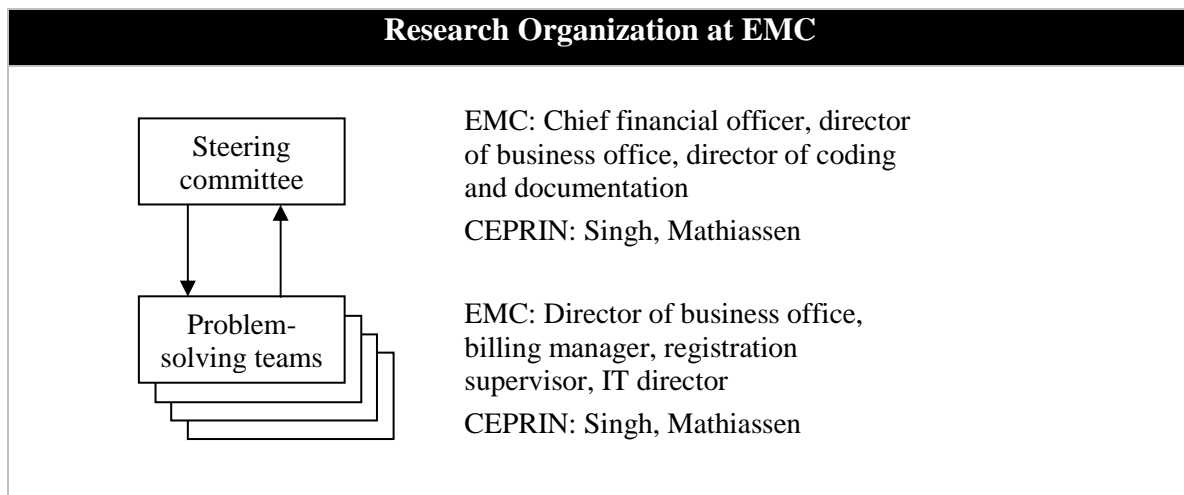 Research Organization at EMC
Steering
committee
EMC: Chief financial officer, director
of business office, director of coding
and documentation
CEPRIN: Singh, Mathiassen
Problem-
solving teams
EMC: Director of business office,
billing manager, registration
supervisor, IT director
CEPRIN: Singh, Mathiassen